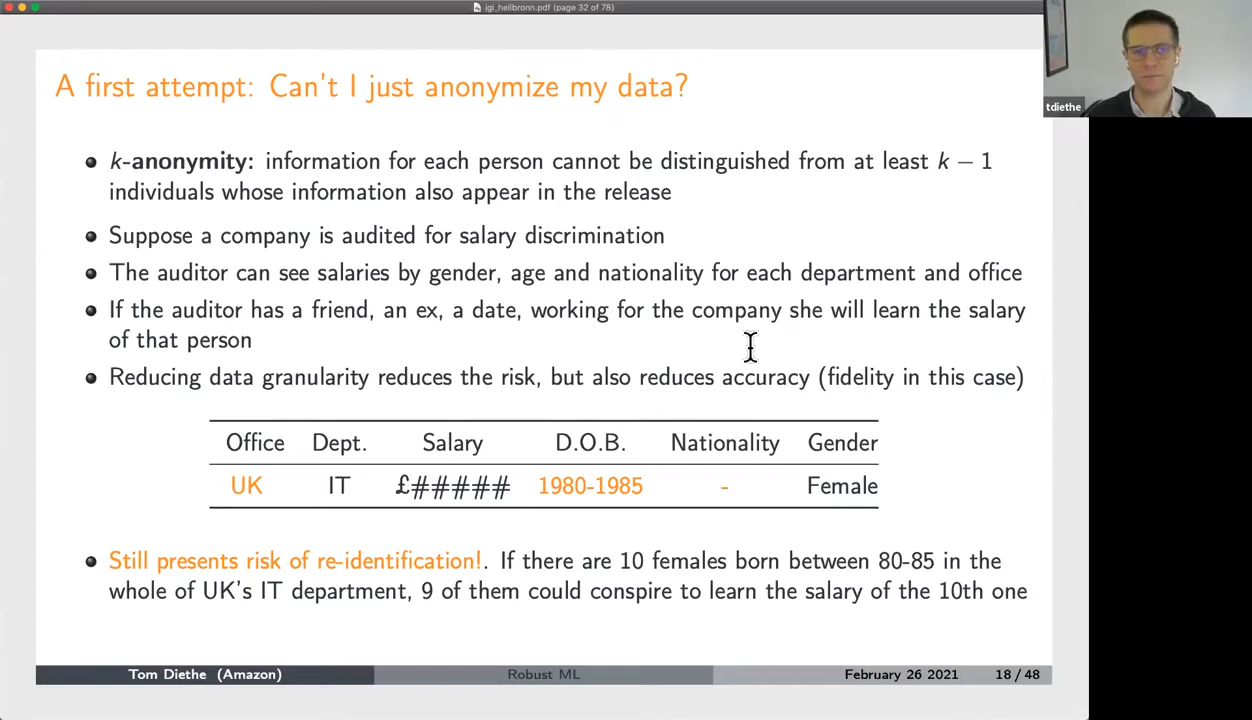 jgi_heilbronn.pdf (page 32 of 78)
tdiethe
A first attempt: Can't I just anonymize my data?
k-anonymity: information for each person cannot be distinguished from at least k − 1
individuals whose information also appear in the release
Suppose a company is audited for salary discrimination
The auditor can see salaries by gender, age and nationality for each department and office
If the auditor has a friend, an ex, a date, working for the company she will learn the salary
of that person
Reducing data granularity reduces the risk, but also reduces accuracy (fidelity in this case)
Office Dept. Salary D.O.B. Nationality Gender
UK IT £##### 1980-1985 - Female
Still presents risk of re-identification!. If there are 10 females born between 80-85 in the
whole of UK's IT department, 9 of them could conspire to learn the salary of the 10th one
Tom Diethe (Amazon) Robust ML February 26 2021 18 / 48